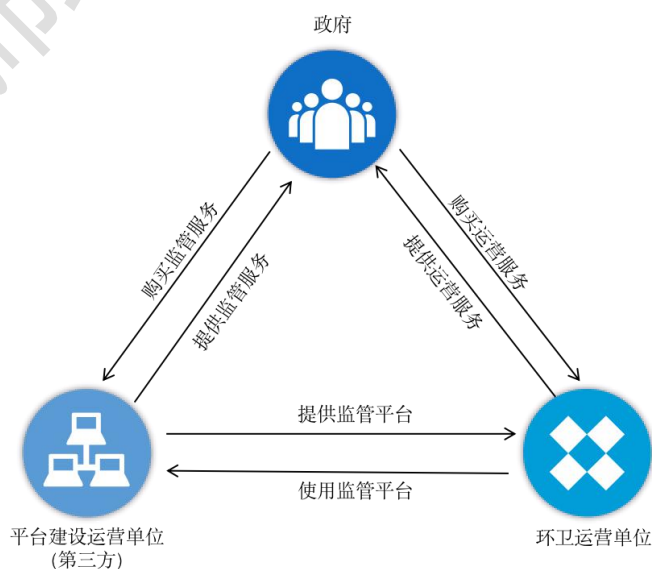 政府
购买监管服务
提供监管服务
提供运营服务
购买运营服务
提供监管平台
使用监管平台
平台建设运营单位
(第三方)
环卫运营单位